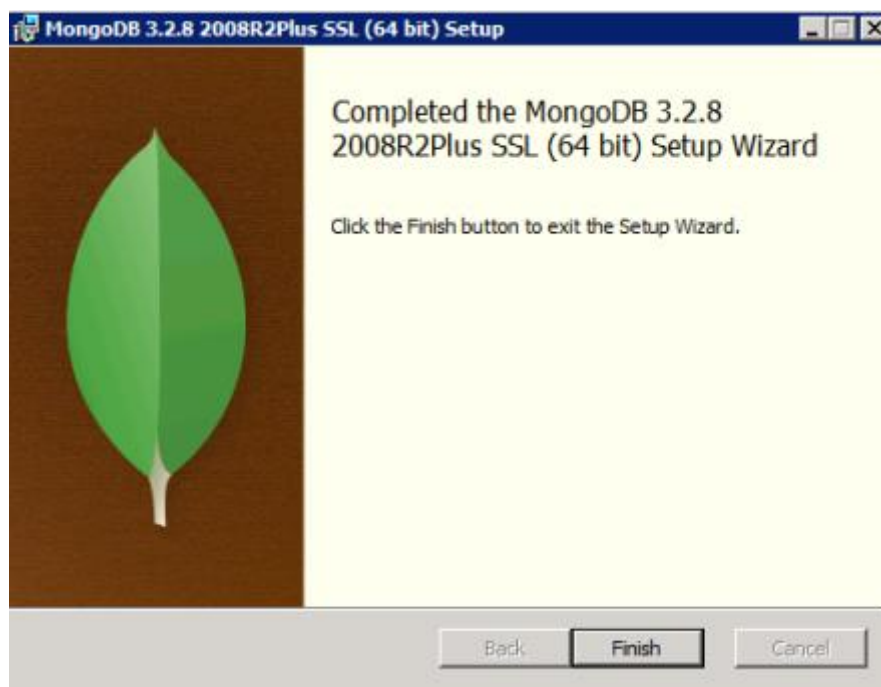 MongoDB 3.2.8 2008R2Plus SSL (64 bit) Setup
Completed the MongoDB 3.2.8
2008R2Plus SSL (64 bit) Setup Wizard
Click the Finish button to exit the Setup Wizard.
Back Finish Cancel